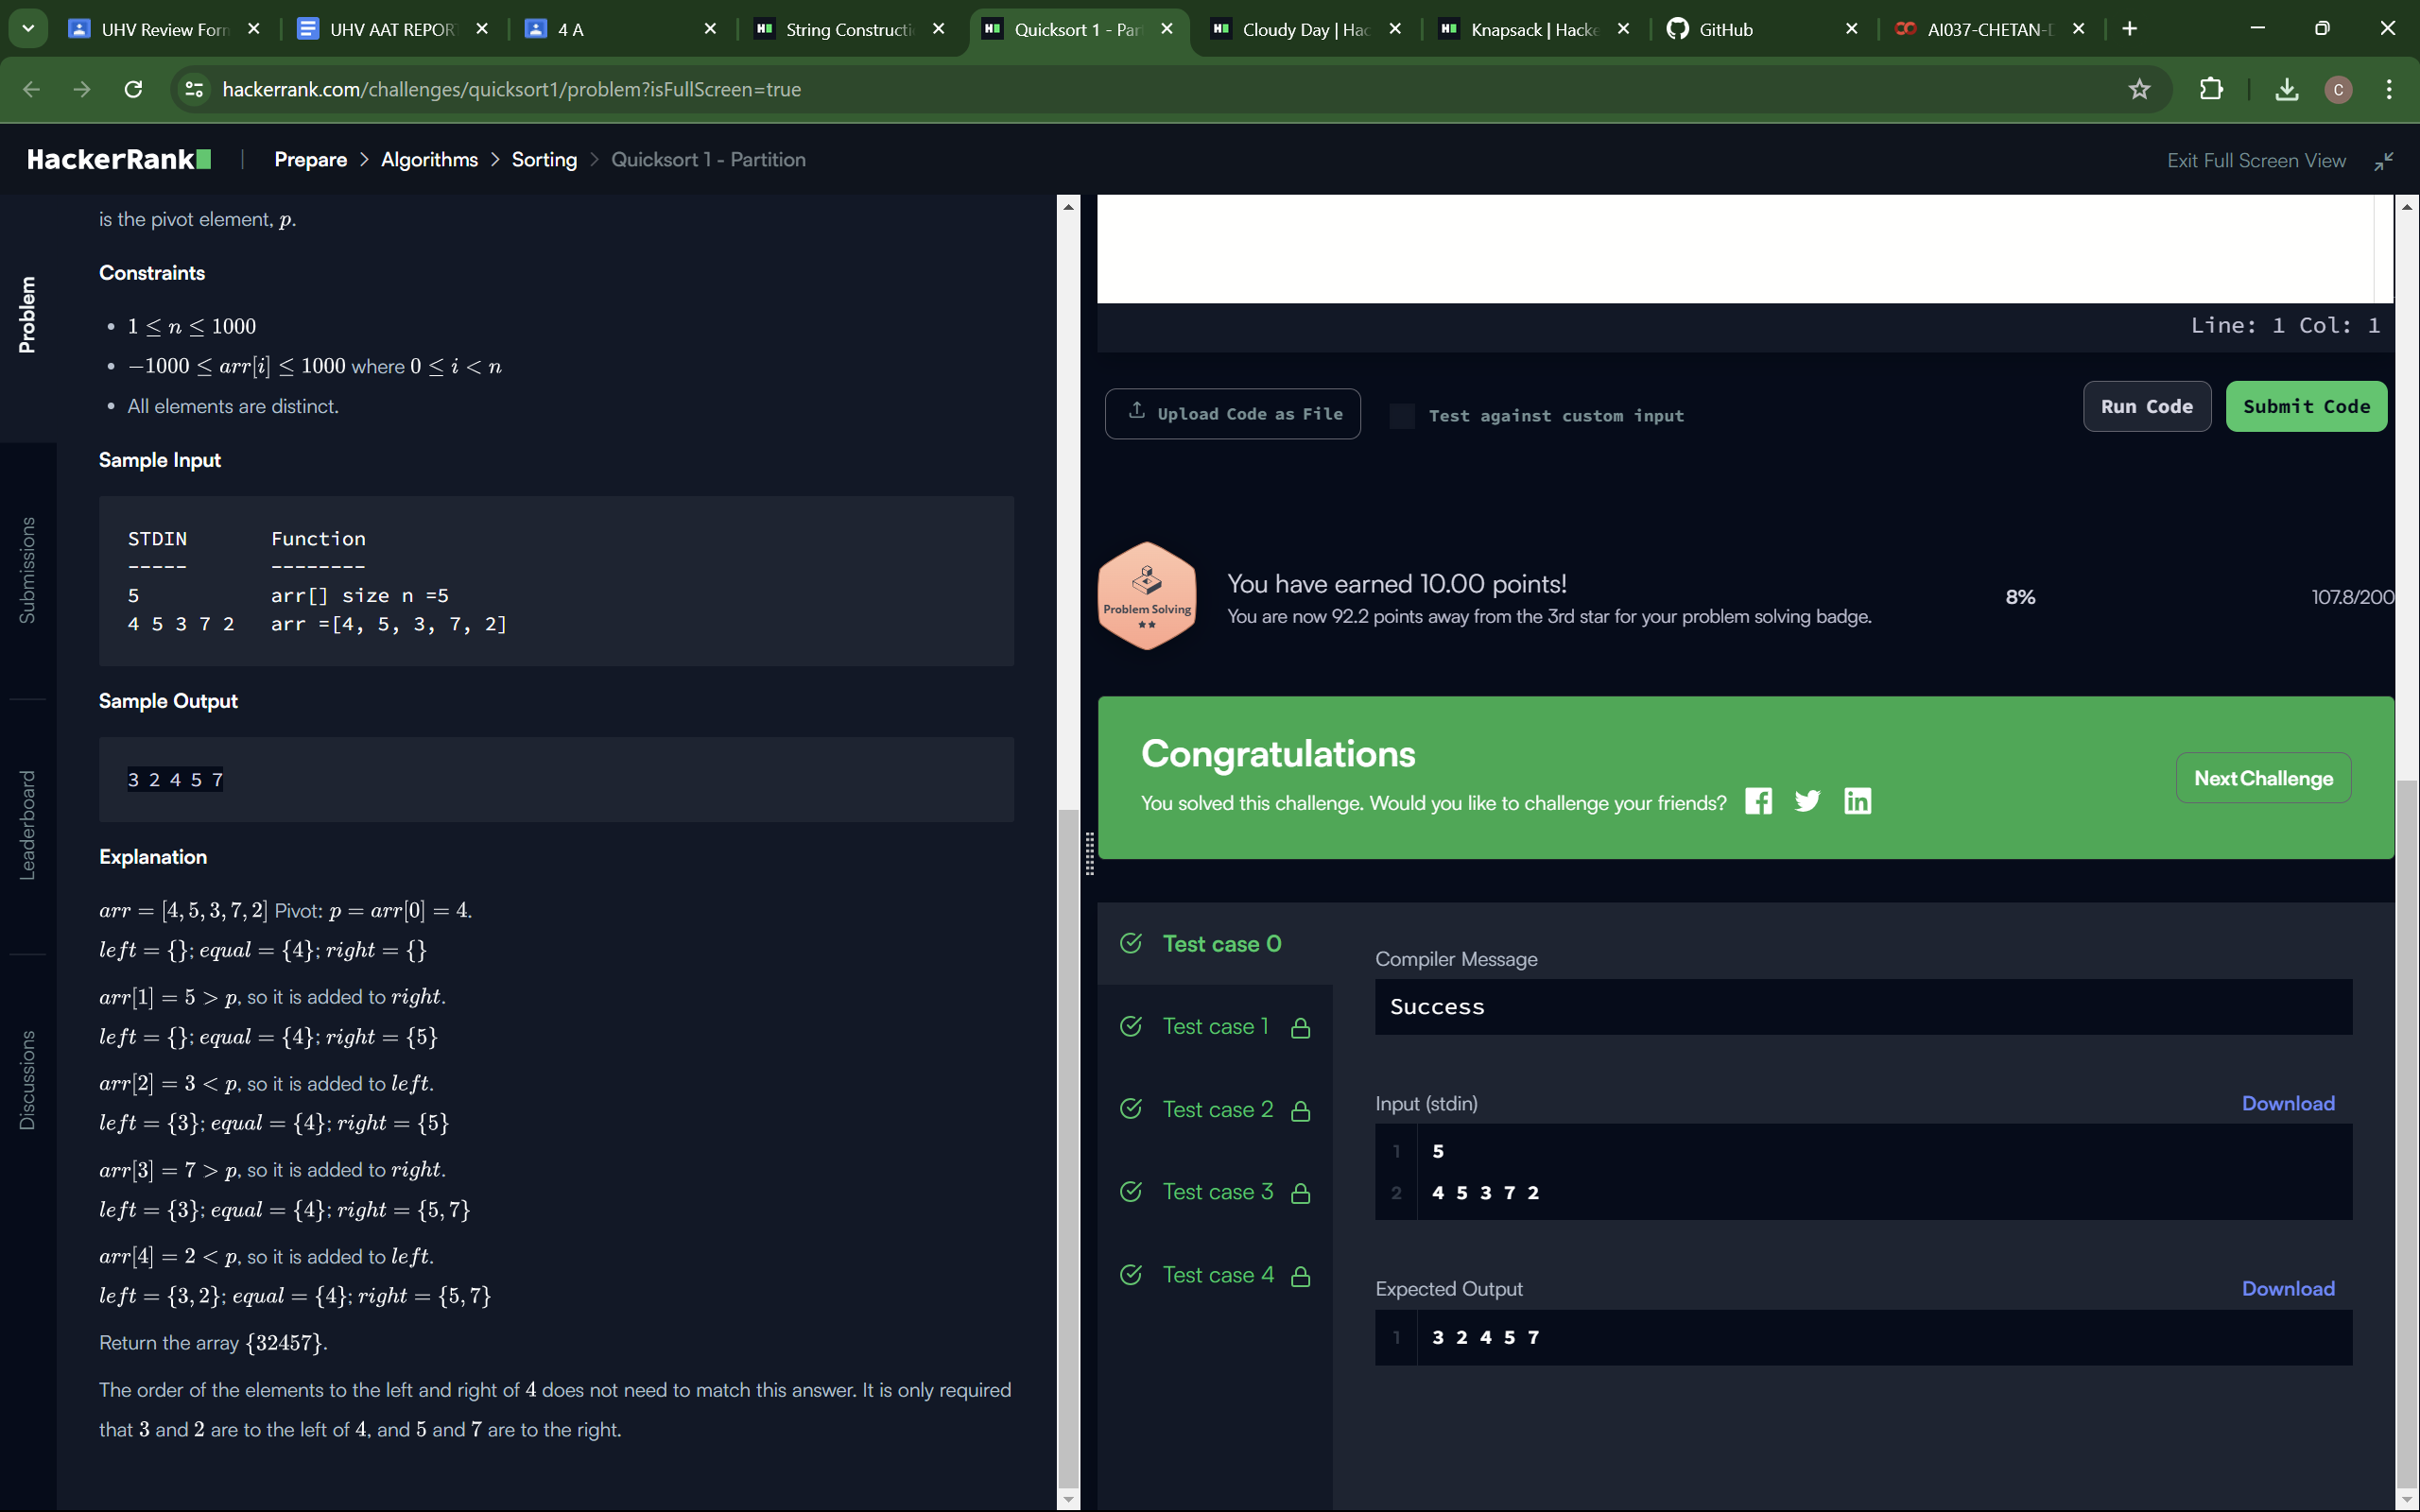 UHV Review Form
UHV AAT REPOR
4 A
String Constructi
Quicksort 1 - Par
Cloudy Day | Hac
Knapsack | Hacke
GitHub
AI037-CHETAN-D
hackerrank.com/challenges/quicksort1/problem?isFullScreen=true
C
HackerRank
Prepare > Algorithms > Sorting > Quicksort 1 - Partition
Exit Full Screen View
Problem
Submissions
Leaderboard
Discussions
is the pivot element, p.
Constraints
• 1 ≤ n ≤ 1000
• −1000 ≤ arr[i] ≤ 1000 where 0 ≤ i < n
• All elements are distinct.
Sample Input
STDIN Function
----- --------
5 arr[] size n =5
4 5 3 7 2 arr =[4, 5, 3, 7, 2]
Sample Output
3 2 4 5 7
Explanation
arr = [4, 5, 3, 7, 2] Pivot: p = arr[0] = 4.
left = {}; equal = {4}; right = {}
arr[1] = 5 > p, so it is added to right.
left = {}; equal = {4}; right = {5}
arr[2] = 3 < p, so it is added to left.
left = {3}; equal = {4}; right = {5}
arr[3] = 7 > p, so it is added to right.
left = {3}; equal = {4}; right = {5, 7}
arr[4] = 2 < p, so it is added to left.
left = {3, 2}; equal = {4}; right = {5, 7}
Return the array {32457}.
The order of the elements to the left and right of 4 does not need to match this answer. It is only required
that 3 and 2 are to the left of 4, and 5 and 7 are to the right.
Line: 1 Col: 1
Upload Code as File
Test against custom input
Run Code
Submit Code
Problem Solving
You have earned 10.00 points!
You are now 92.2 points away from the 3rd star for your problem solving badge.
8%
107.8/200
Congratulations
You solved this challenge. Would you like to challenge your friends?
Next Challenge
Test case 0
Test case 1
Test case 2
Test case 3
Test case 4
Compiler Message
Success
Input (stdin)
Download
1 5
2 4 5 3 7 2
Expected Output
Download
1 3 2 4 5 7